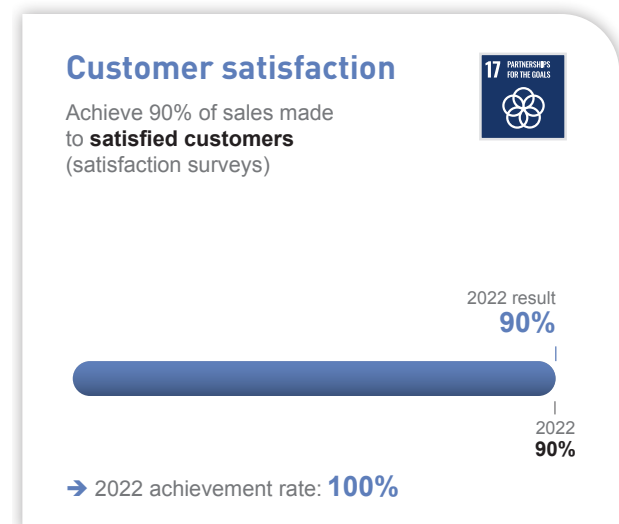 Customer satisfaction
17 PARTNERSHIPS
FOR THE GOALS
Achieve 90% of sales made
to satisfied customers
(satisfaction surveys)
2022 result
90%
2022
90%
➔ 2022 achievement rate: 100%